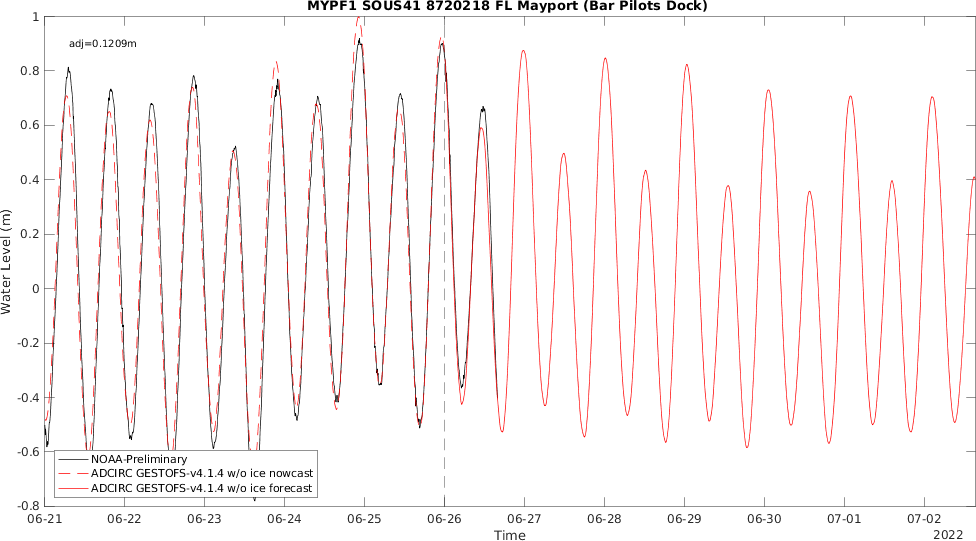 MYPF1 SOUS41 8720218 FL Mayport (Bar Pilots Dock)
adj=0.1209m
1
0.8
0.6
0.4
0.2
0
-0.2
-0.4
-0.6
-0.8
Water Level (m)
NOAA-Preliminary
ADCIRC GESTOFS-v4.1.4 w/o ice nowcast
ADCIRC GESTOFS-v4.1.4 w/o ice forecast
06-21 06-22 06-23 06-24 06-25 06-26 06-27 06-28 06-29 06-30 07-01 07-02
Time
2022